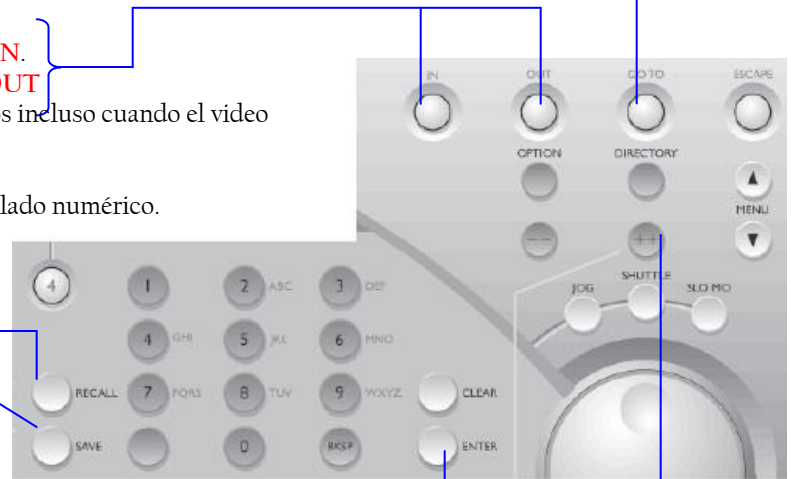 N.
OUT
os incluso cuando el video
lado numérico.
IN OUT GO TO ESCAPE
OPTION DIRECTORY
MENU
-- ++
JOG SHUTTLE SLO MO
4
1 2 ABC 3 DEF
4 GHI 5 JKL 6 MNO
RECALL 7 PQRS 8 TUV 9 WXYZ CLEAR
SAVE 0 BKSP ENTER